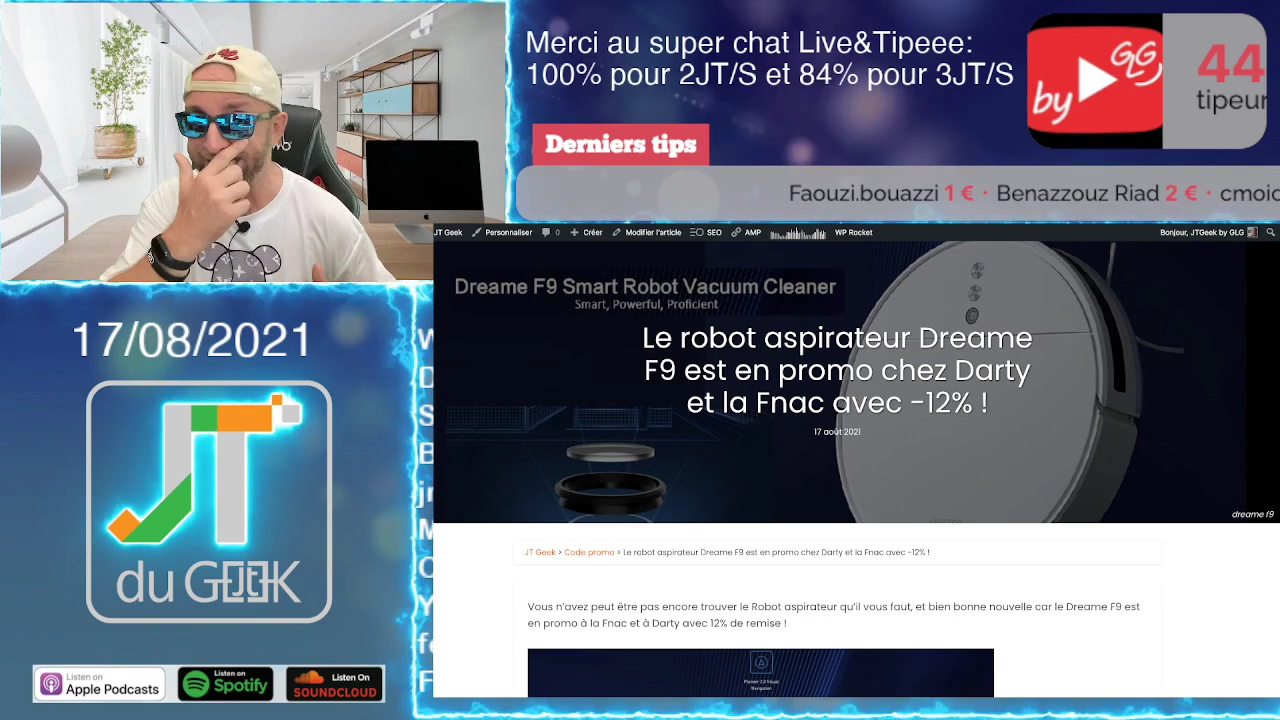 Merci au super chat Live&Tipeee:
100% pour 2JT/S et 84% pour 3JT/S
by GLG
44
tipeur
Derniers tips
Faouzi.bouazzi 1 € · Benazzouz Riad 2 € · cmoic
JT Geek Personnaliser 0 Créer Modifier l'article SEO AMP WP Rocket Bonjour, JTGeek by GLG
Dreame F9 Smart Robot Vacuum Cleaner
Smart, Powerful, Proficient
Le robot aspirateur Dreame
F9 est en promo chez Darty
et la Fnac avec -12% !
17 août 2021
dreame f9
JT Geek > Code promo > Le robot aspirateur Dreame F9 est en promo chez Darty et la Fnac avec -12% !
Vous n'avez peut être pas encore trouver le Robot aspirateur qu'il vous faut, et bien bonne nouvelle car le Dreame F9 est
en promo à la Fnac et à Darty avec 12% de remise !
17/08/2021
JT
du GEEK
Listen on
Apple Podcasts
Listen on
Spotify
Listen On
SOUNDCLOUD